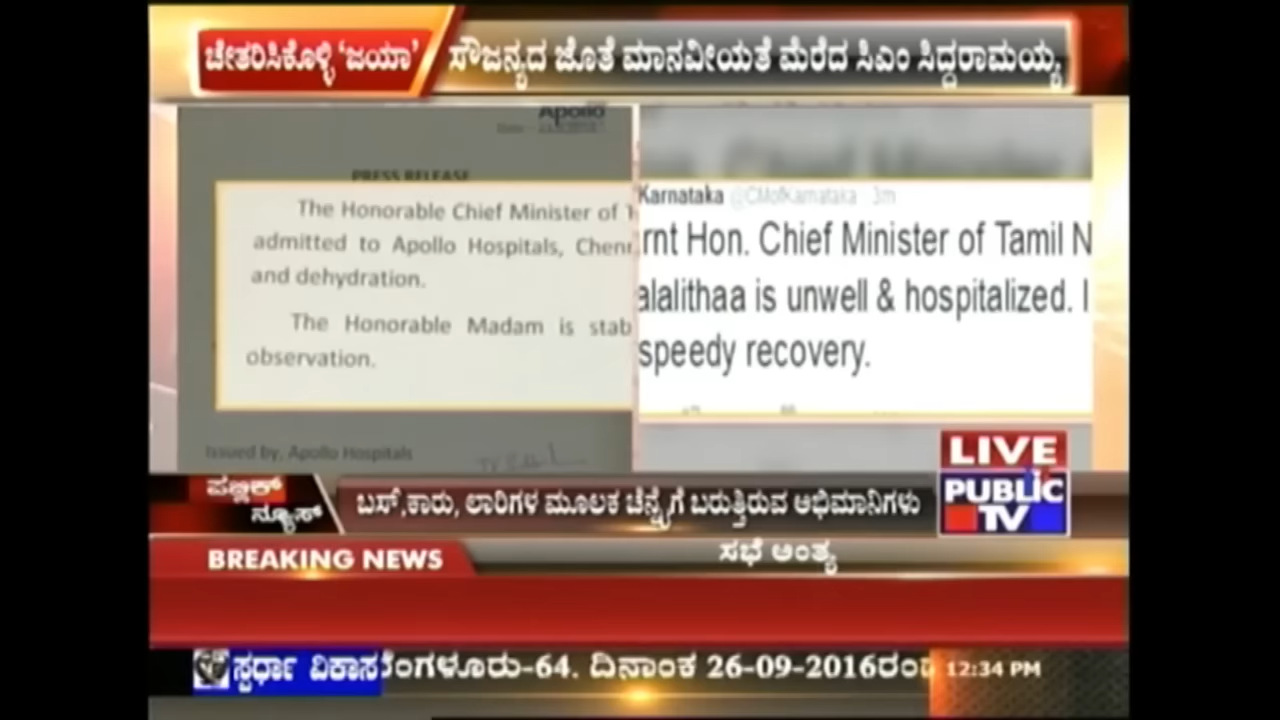 ಚೇತರಿಸಿಕೊಳ್ಳಿ 'ಜಯಾ'
ಸೌಜನ್ಯದ ಜೊತೆ ಮಾನವೀಯತೆ ಮೆರೆದ ಸಿಎಂ ಸಿದ್ದರಾಮಯ್ಯ
Apollo
PRESS RELEASE
The Honorable Chief Minister of T
admitted to Apollo Hospitals, Chenn
and dehydration.
The Honorable Madam is stab
observation.
Issued by, Apollo Hospitals
Karnataka @CMofKarnataka 3m
rnt Hon. Chief Minister of Tamil N
alalithaa is unwell & hospitalized. I
speedy recovery.
LIVE
PUBLiC
TV
ಪಬ್ಲಿಕ್
ನ್ಯೂಸ್
ಬಸ್,ಕಾರು, ಲಾರಿಗಳ ಮೂಲಕ ಚೆನ್ನೈಗೆ ಬರುತ್ತಿರುವ ಅಭಿಮಾನಿಗಳು
BREAKING NEWS
ಸಭೆ ಅಂತ್ಯ
ಸ್ಪರ್ಧಾ ವಿಕಾಸ
ಬೆಂಗಳೂರು-64. ದಿನಾಂಕ 26-09-2016ರಂದ
12:34 PM